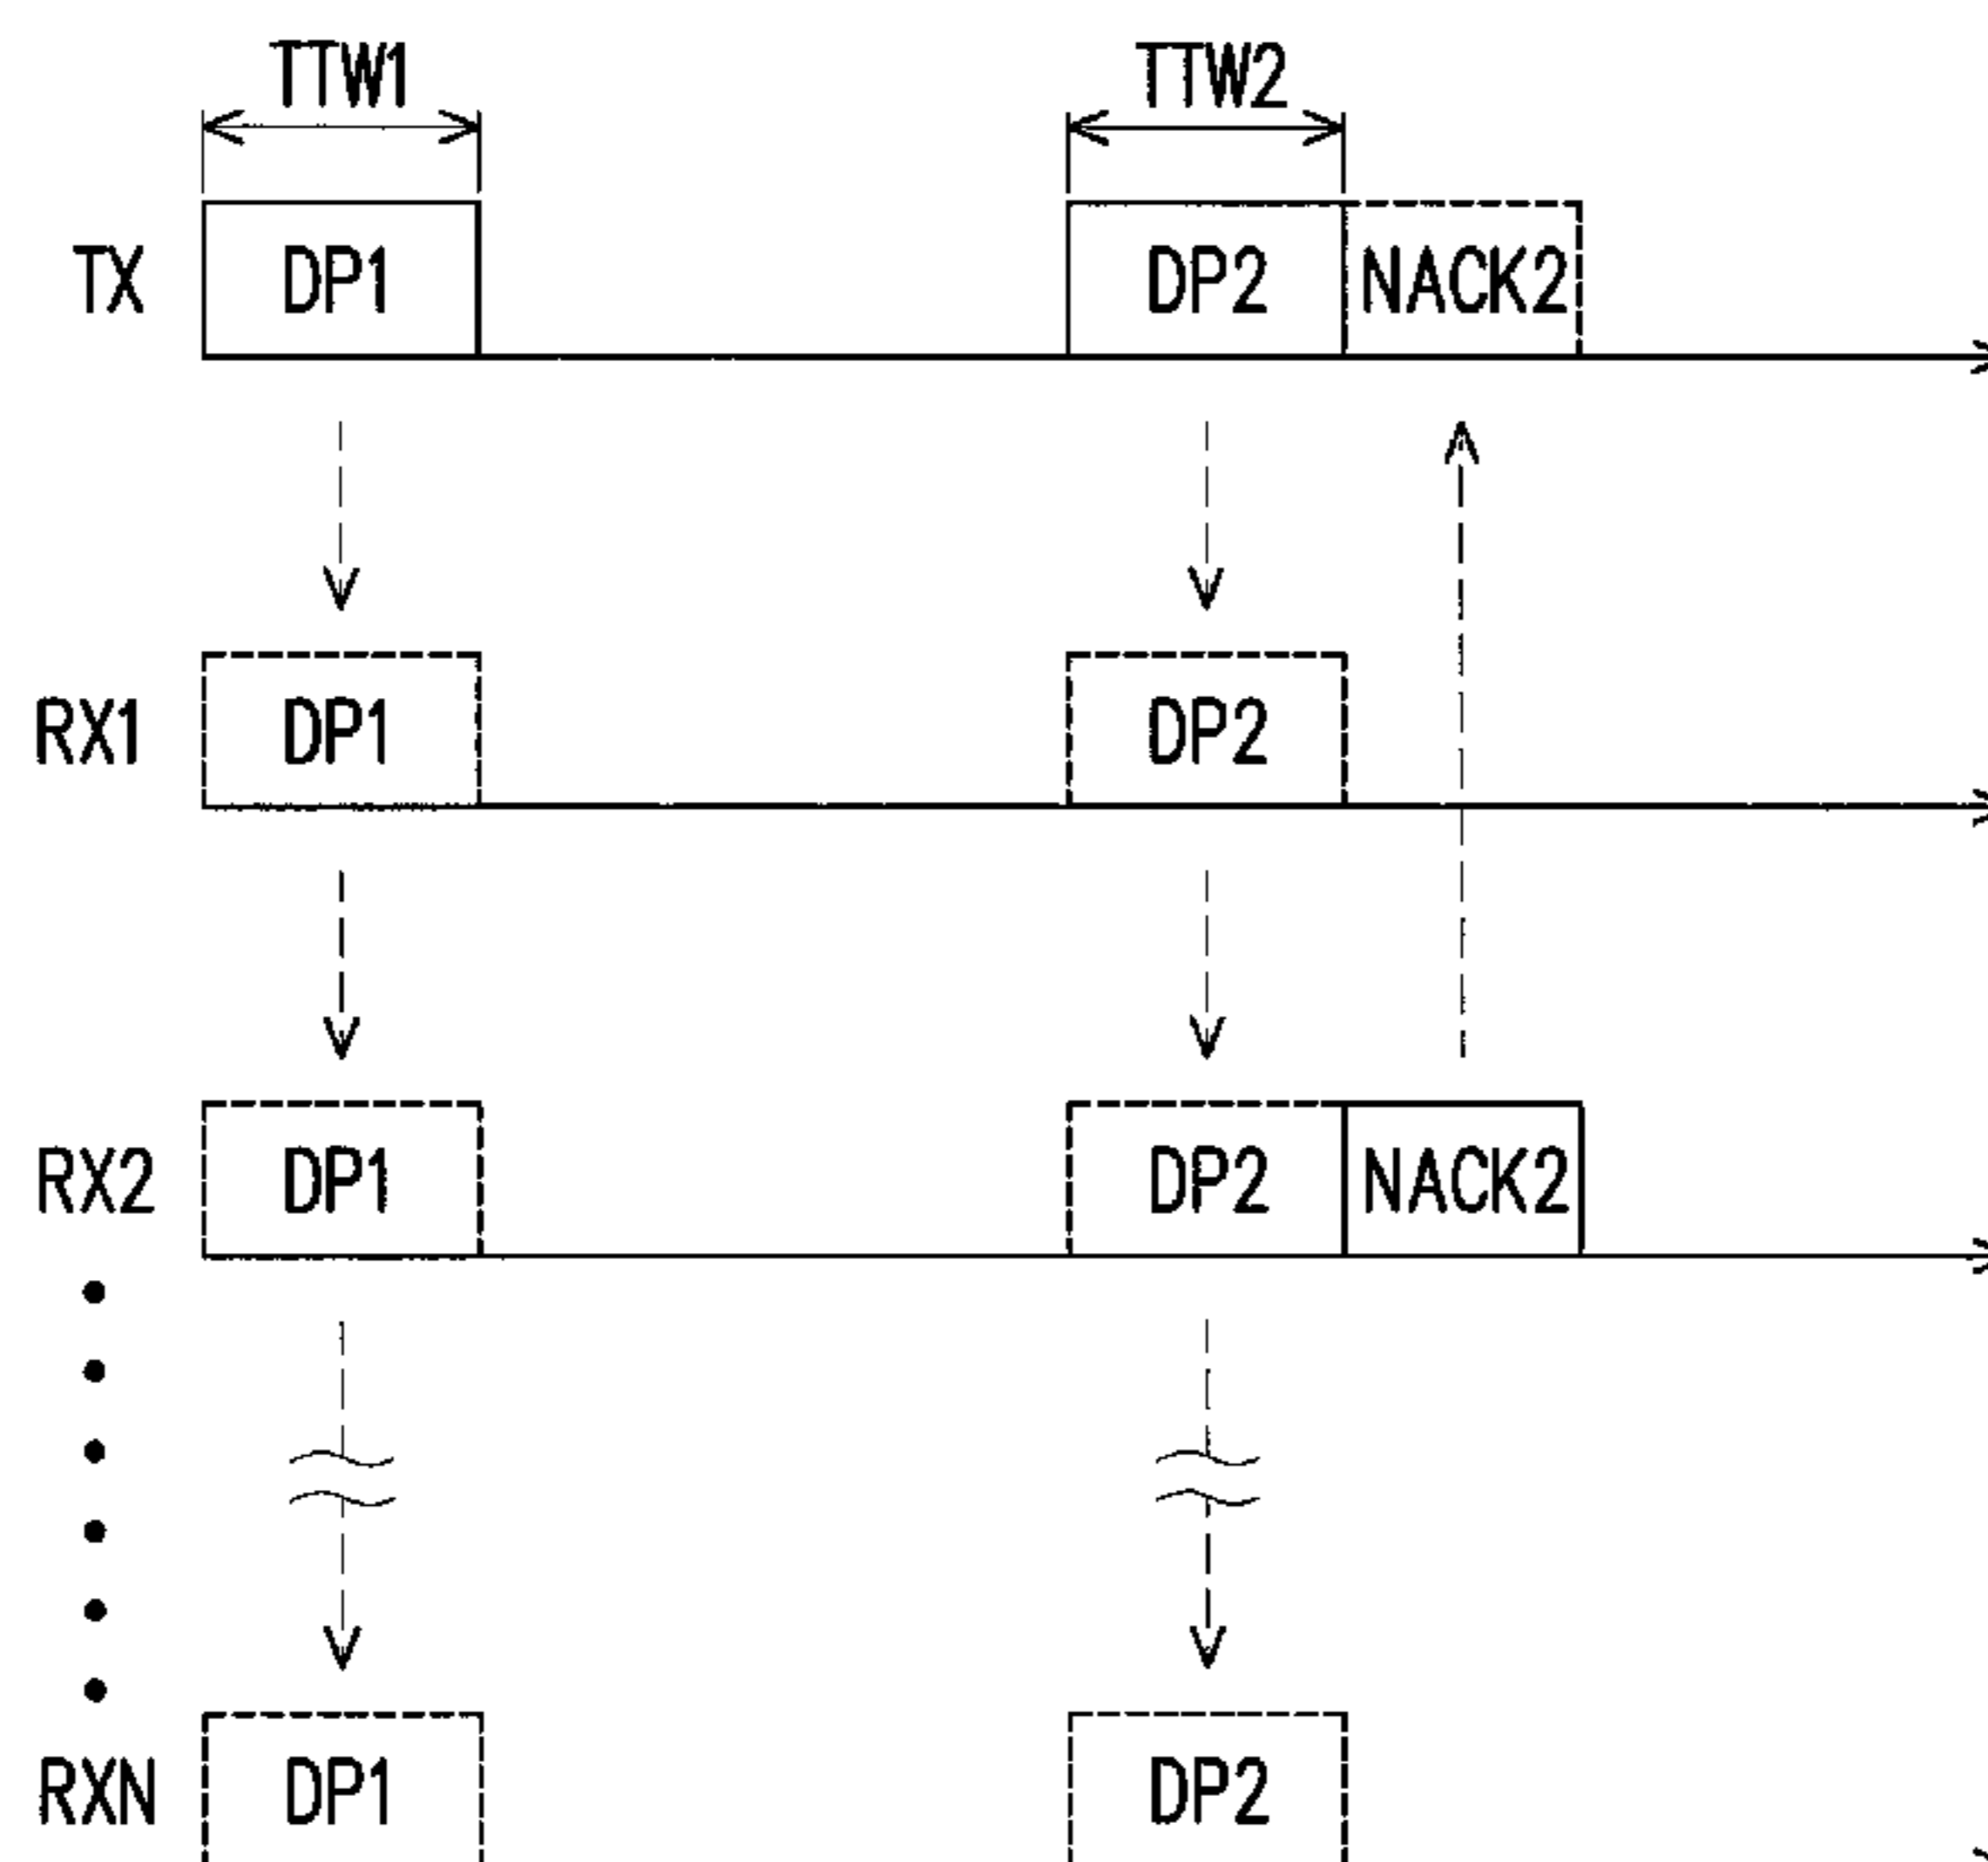 TTW1 TTW2
TX DP1 DP2 NACK2
RX1 DP1 DP2
RX2 DP1 DP2 NACK2
RXN DP1 DP2